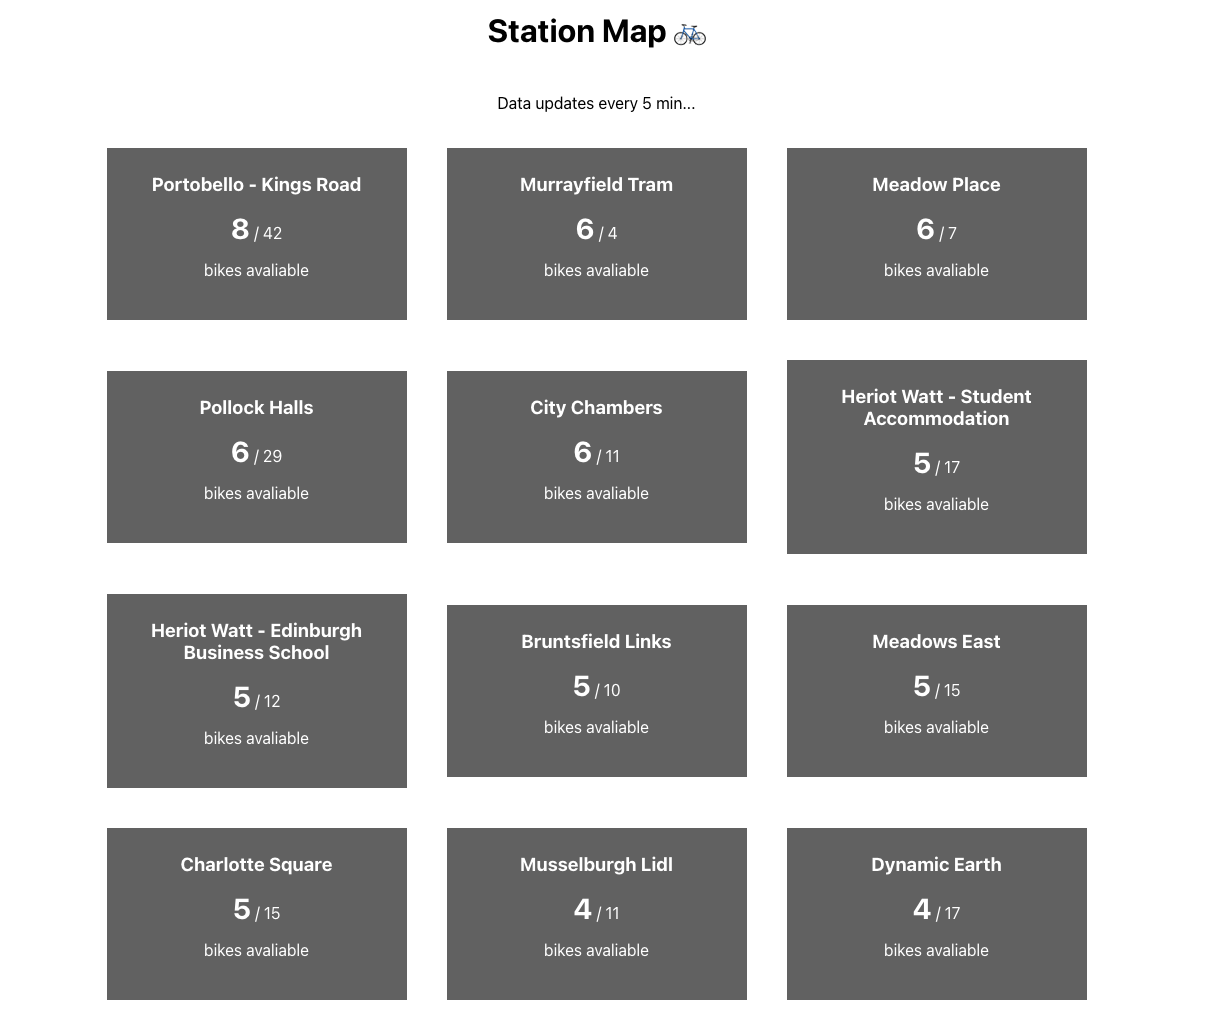 Station Map 🚲
Data updates every 5 min...
Portobello - Kings Road
8 / 42
bikes avaliable
Murrayfield Tram
6 / 4
bikes avaliable
Meadow Place
6 / 7
bikes avaliable
Pollock Halls
6 / 29
bikes avaliable
City Chambers
6 / 11
bikes avaliable
Heriot Watt - Student
Accommodation
5 / 17
bikes avaliable
Heriot Watt - Edinburgh
Business School
5 / 12
bikes avaliable
Bruntsfield Links
5 / 10
bikes avaliable
Meadows East
5 / 15
bikes avaliable
Charlotte Square
5 / 15
bikes avaliable
Musselburgh Lidl
4 / 11
bikes avaliable
Dynamic Earth
4 / 17
bikes avaliable